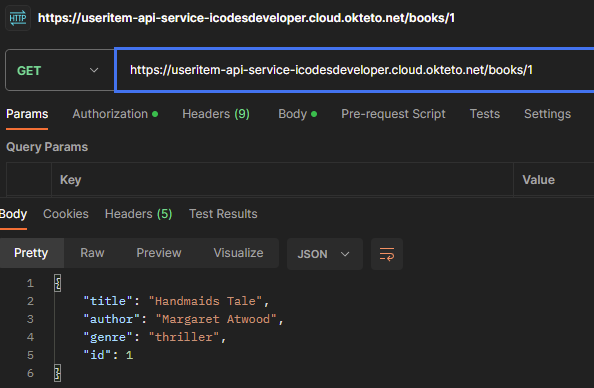 HTTP https://useritem-api-service-icodesdeveloper.cloud.okteto.net/books/1
GET https://useritem-api-service-icodesdeveloper.cloud.okteto.net/books/1
Params Authorization Headers (9) Body Pre-request Script Tests Settings
Query Params
Key Value
Body Cookies Headers (5) Test Results
Pretty Raw Preview Visualize JSON
1 {
2 "title": "Handmaids Tale",
3 "author": "Margaret Atwood",
4 "genre": "thriller",
5 "id": 1
6 }